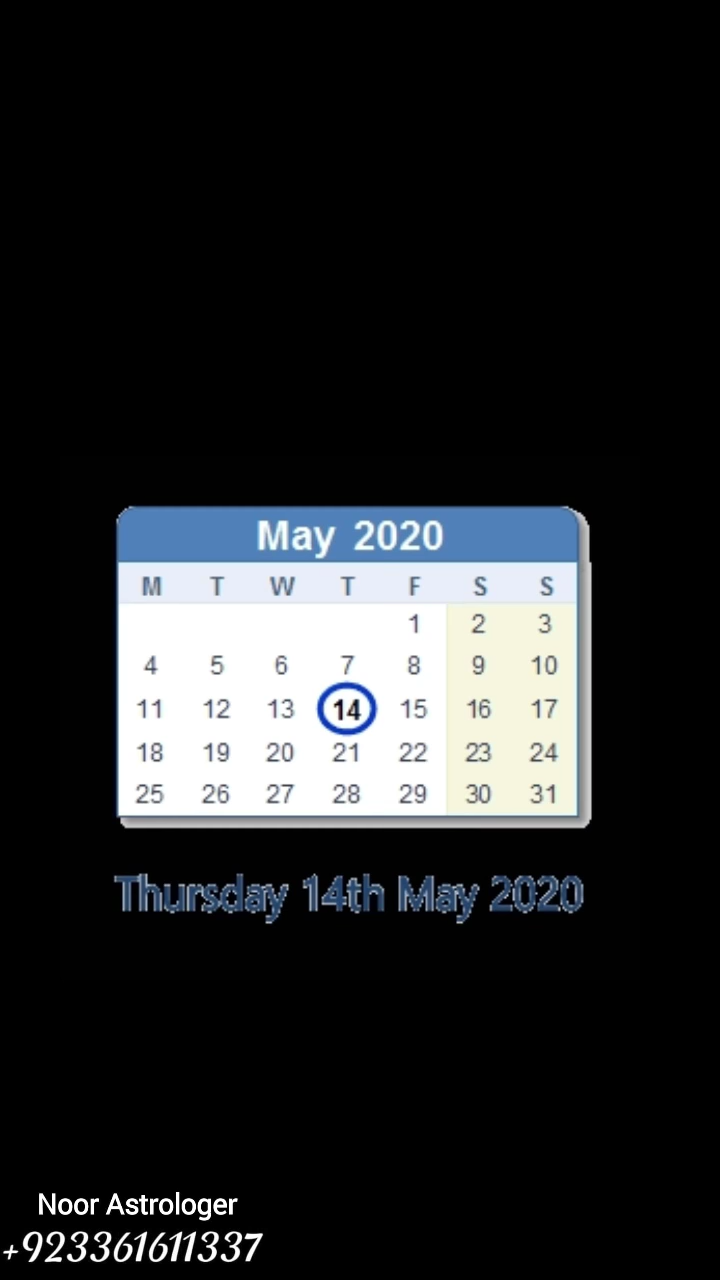 May 2020
M T W T F S S
1 2 3
4 5 6 7 8 9 10
11 12 13 14 15 16 17
18 19 20 21 22 23 24
25 26 27 28 29 30 31
Thursday 14th May 2020
Noor Astrologer
+923361611337